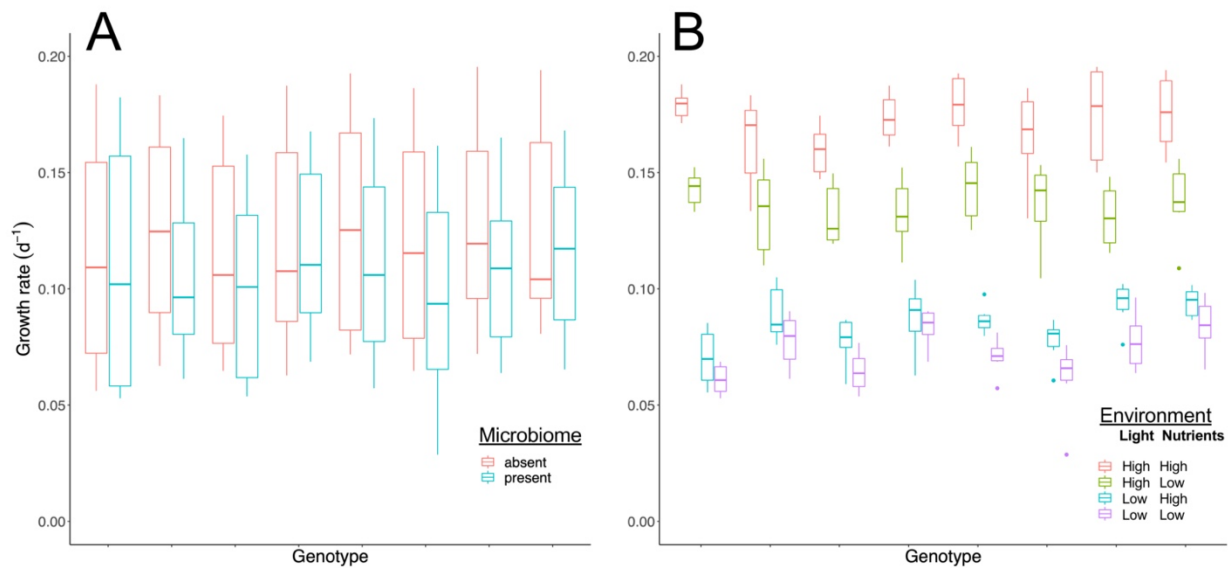 A
0.20
0.15
0.10
0.05
0.00
Growth rate (d⁻¹)
Microbiome
absent
present
Genotype
B
0.20
0.15
0.10
0.05
0.00
Environment
Light Nutrients
High High
High Low
Low High
Low Low
Genotype